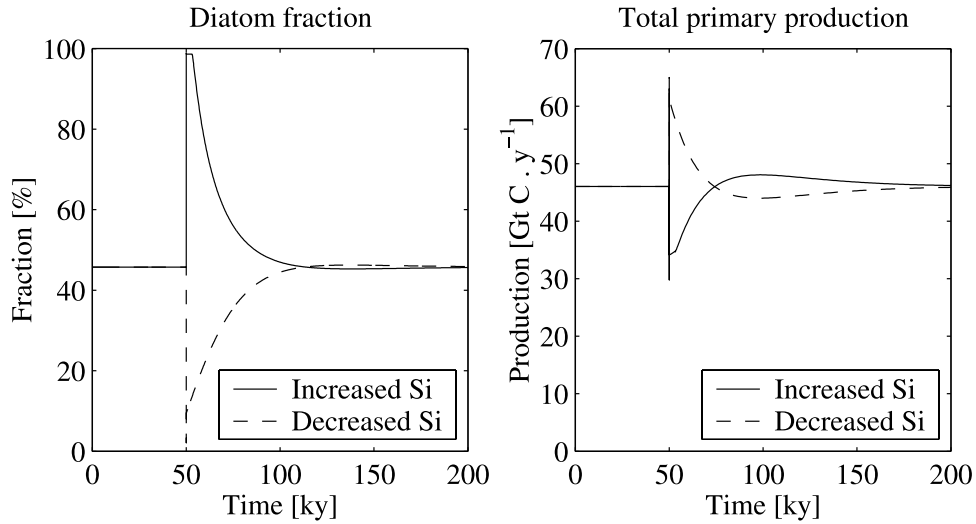 Diatom fraction
Fraction [%]
100
80
60
40
20
0
0 50 100 150 200
Time [ky]
Increased Si
Decreased Si
Total primary production
Production [Gt C . y−1]
70
60
50
40
30
20
10
0
0 50 100 150 200
Time [ky]
Increased Si
Decreased Si